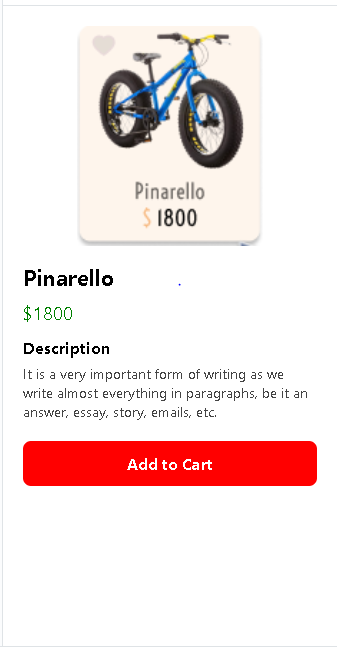 Pinarello
$ 1800
Pinarello
$1800
Description
It is a very important form of writing as we
write almost everything in paragraphs, be it an
answer, essay, story, emails, etc.
Add to Cart